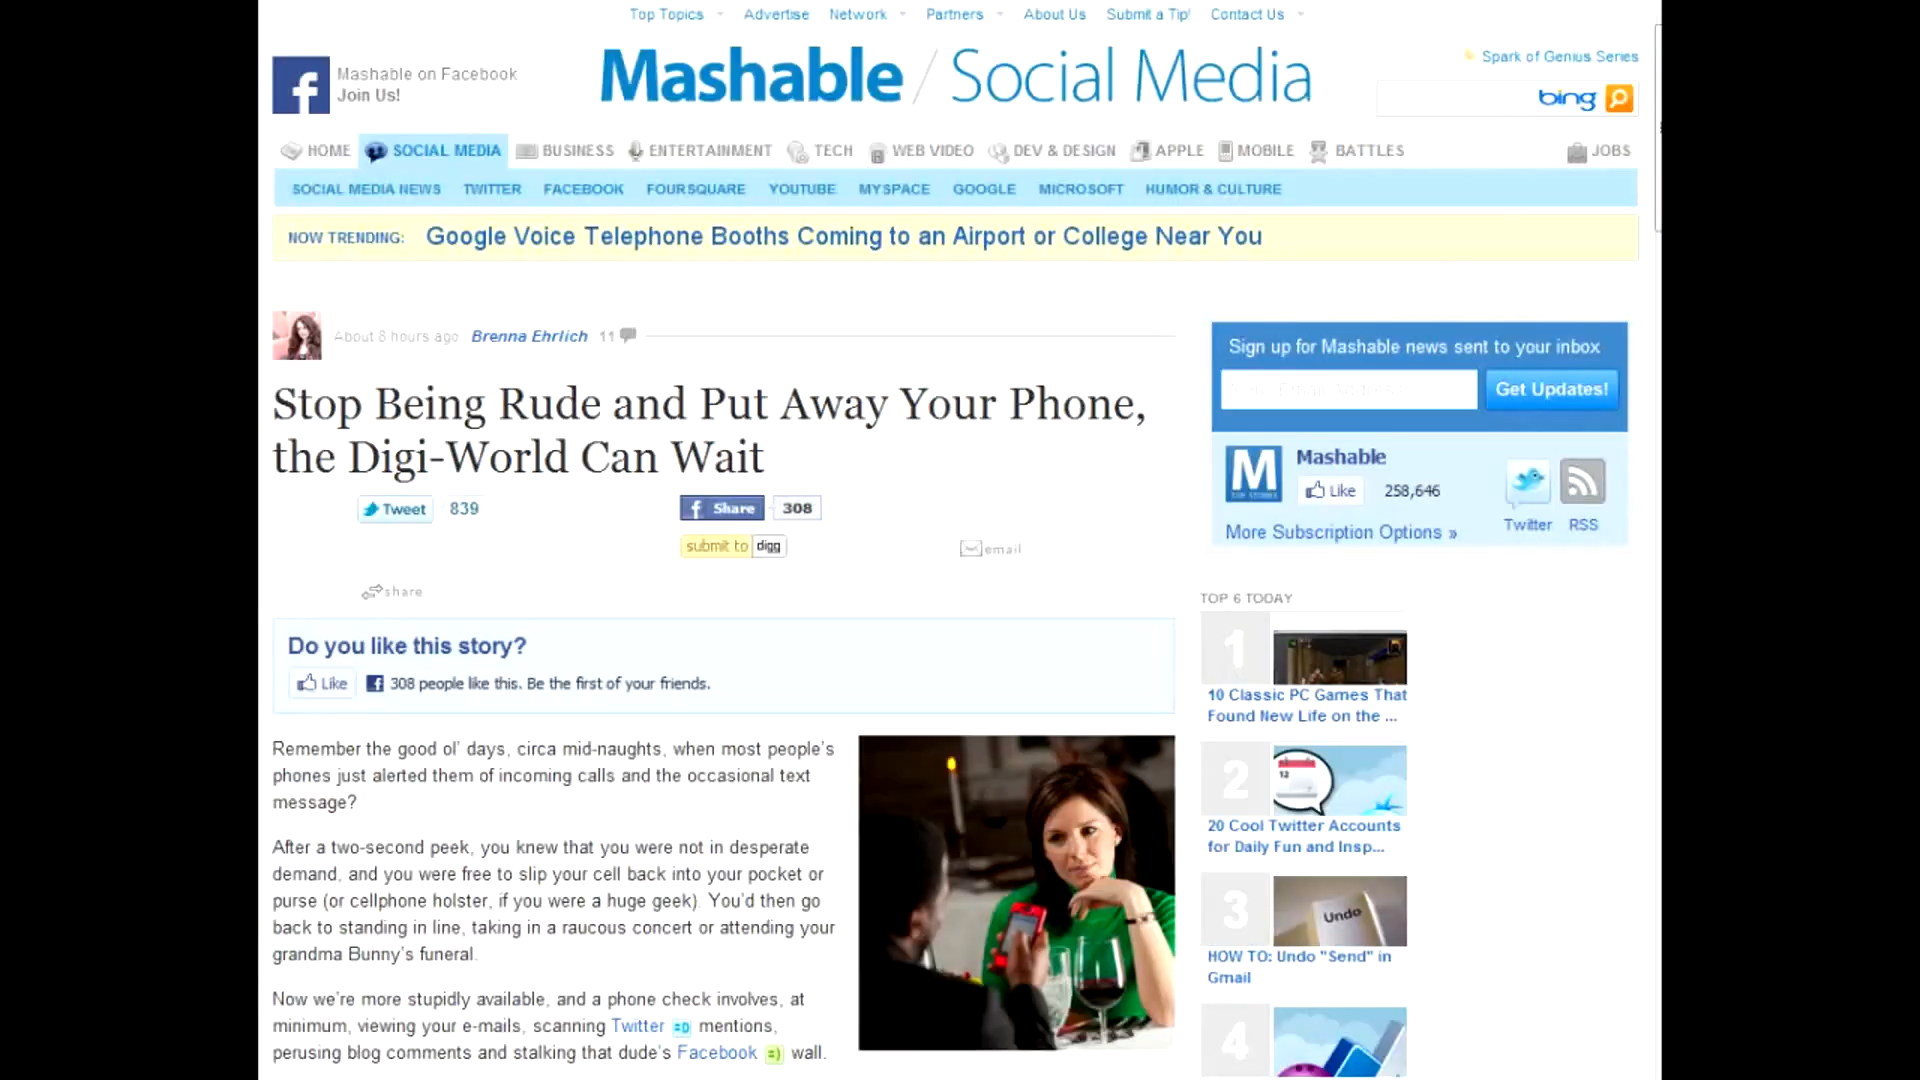 Top Topics Advertise Network Partners About Us Submit a Tip! Contact Us
Mashable on Facebook
Join Us!
Mashable / Social Media
Spark of Genius Series
bing
HOME SOCIAL MEDIA BUSINESS ENTERTAINMENT TECH WEB VIDEO DEV & DESIGN APPLE MOBILE BATTLES JOBS
SOCIAL MEDIA NEWS TWITTER FACEBOOK FOURSQUARE YOUTUBE MYSPACE GOOGLE MICROSOFT HUMOR & CULTURE
NOW TRENDING: Google Voice Telephone Booths Coming to an Airport or College Near You
About 8 hours ago Brenna Ehrlich 11
Stop Being Rude and Put Away Your Phone,
the Digi-World Can Wait
Tweet 839
f Share 308
submit to digg
email
share
Do you like this story?
Like 308 people like this. Be the first of your friends.
Remember the good ol' days, circa mid-naughts, when most people's
phones just alerted them of incoming calls and the occasional text
message?
After a two-second peek, you knew that you were not in desperate
demand, and you were free to slip your cell back into your pocket or
purse (or cellphone holster, if you were a huge geek). You'd then go
back to standing in line, taking in a raucous concert or attending your
grandma Bunny's funeral.
Now we're more stupidly available, and a phone check involves, at
minimum, viewing your e-mails, scanning Twitter =D mentions,
perusing blog comments and stalking that dude's Facebook =) wall.
Sign up for Mashable news sent to your inbox
Get Updates!
M
Mashable
Like 258,646
Twitter RSS
More Subscription Options »
TOP 6 TODAY
1
10 Classic PC Games That
Found New Life on the ...
2
12
20 Cool Twitter Accounts
for Daily Fun and Insp...
3
Undo
HOW TO: Undo "Send" in
Gmail
4